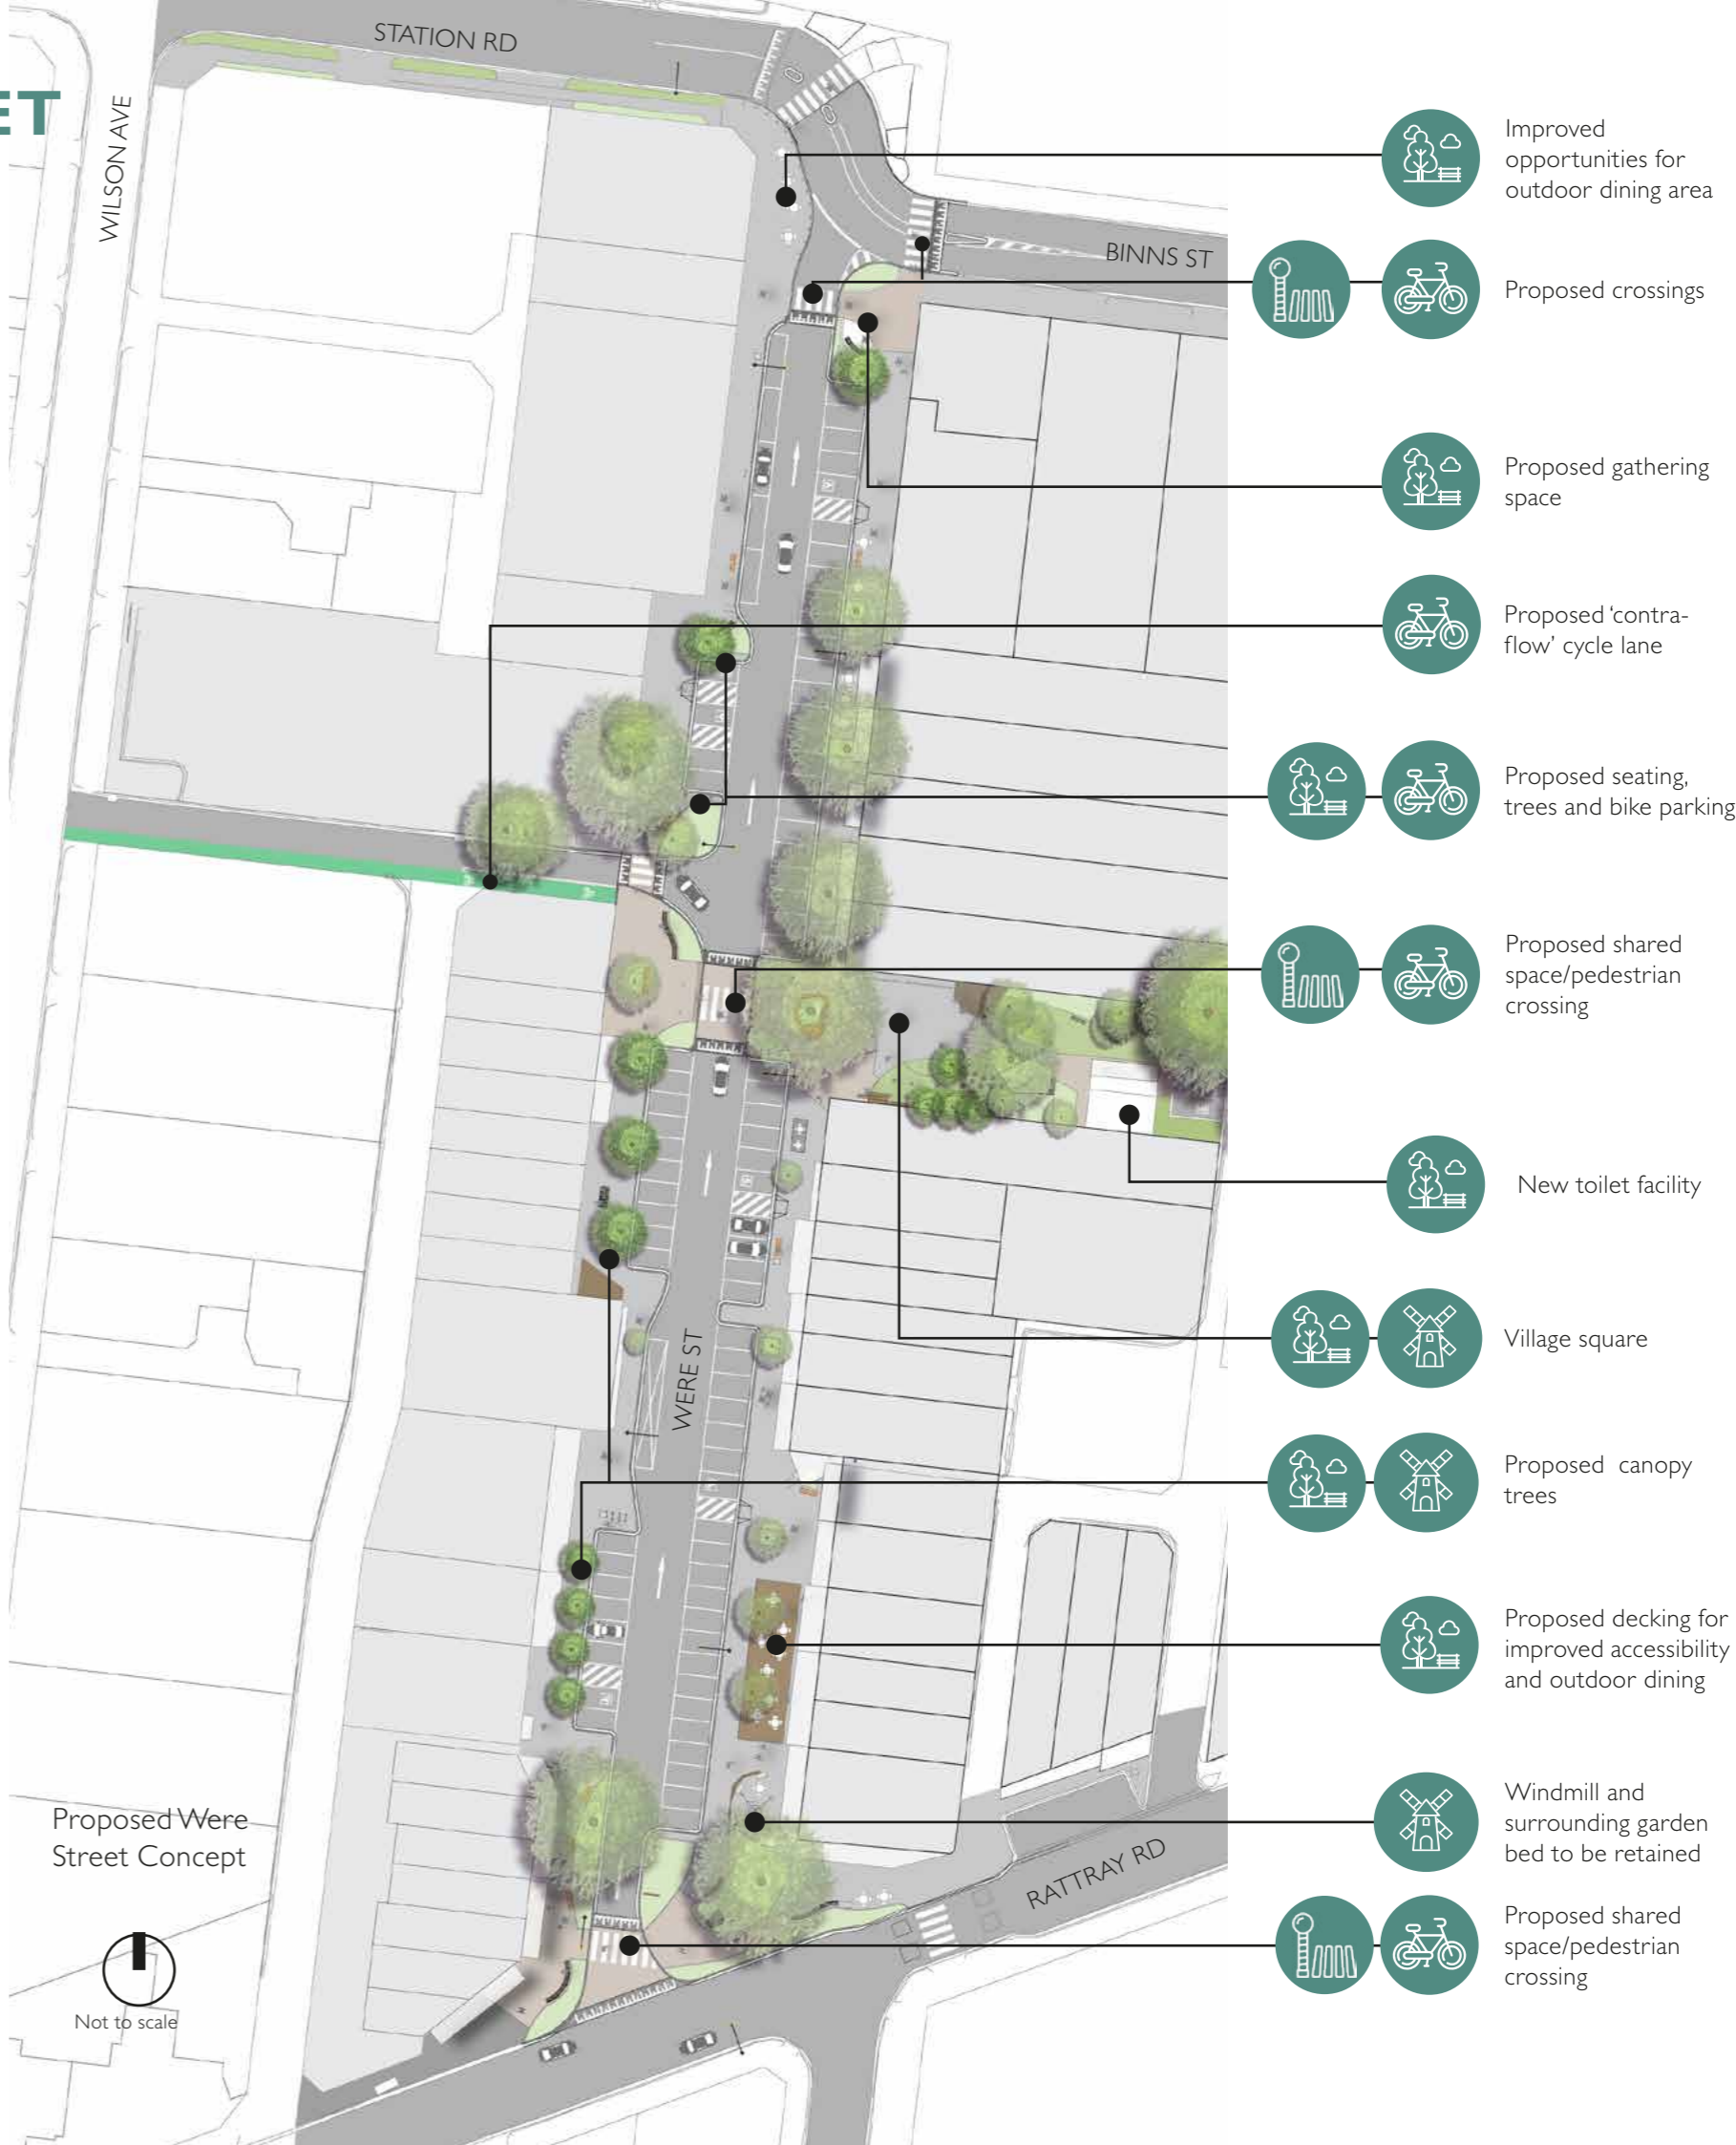 ET
STATION RD
WILSON AVE
BINNS ST
WERE ST
RATTRAY RD
Improved
opportunities for
outdoor dining area
Proposed crossings
Proposed gathering
space
Proposed ‘contra-
flow’ cycle lane
Proposed seating,
trees and bike parking
Proposed shared
space/pedestrian
crossing
New toilet facility
Village square
Proposed canopy
trees
Proposed decking for
improved accessibility
and outdoor dining
Windmill and
surrounding garden
bed to be retained
Proposed shared
space/pedestrian
crossing
Proposed Were
Street Concept
Not to scale